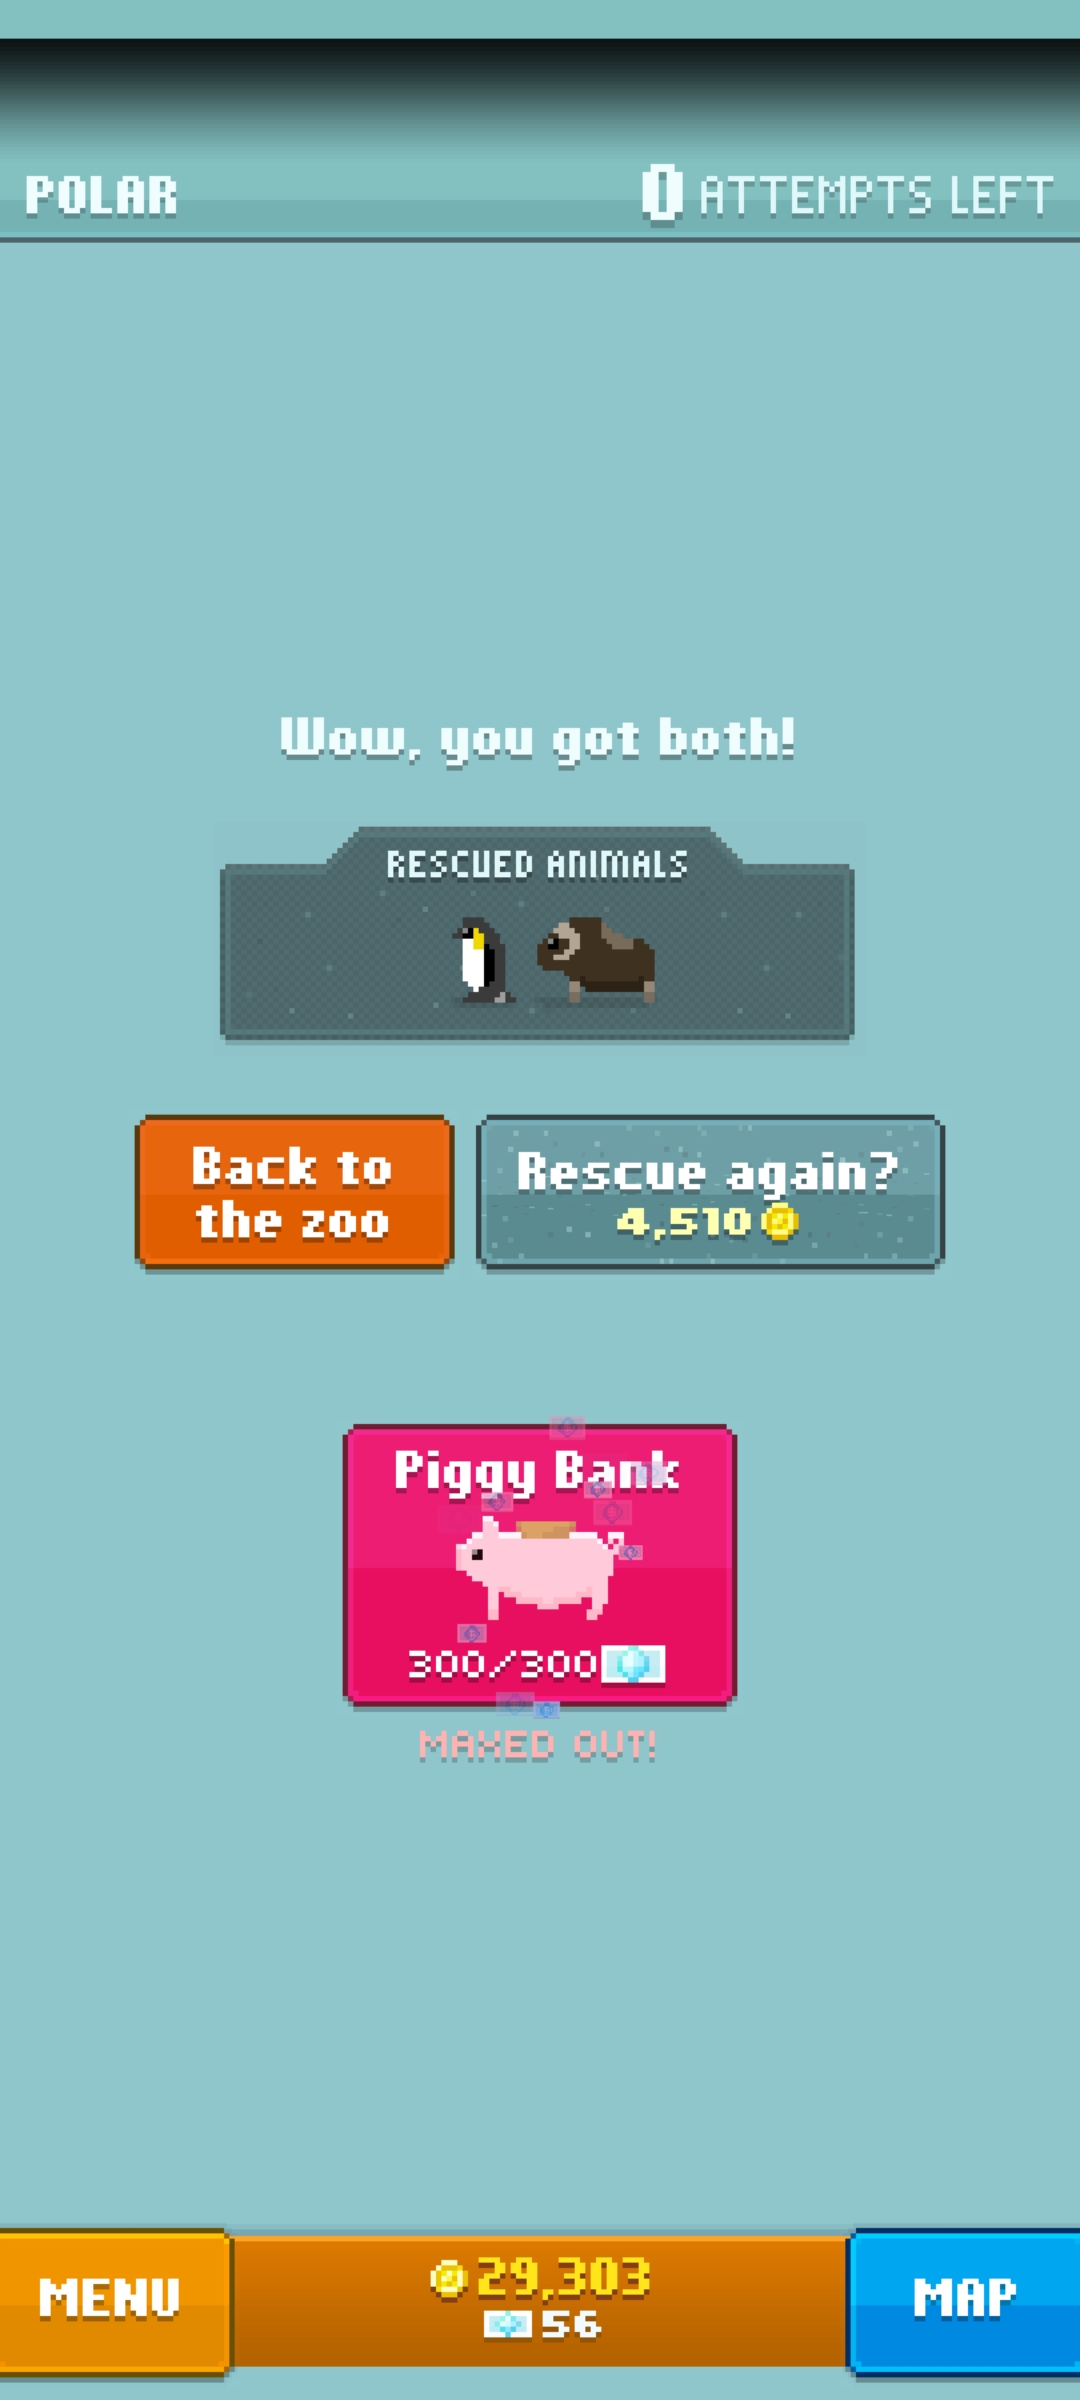 POLAR
0 ATTEMPTS LEFT
Wow, you got both!
RESCUED ANIMALS
Back to
the zoo
Rescue again?
4,510
Piggy Bank
300/300
MAXED OUT!
MENU
29,303
56
MAP